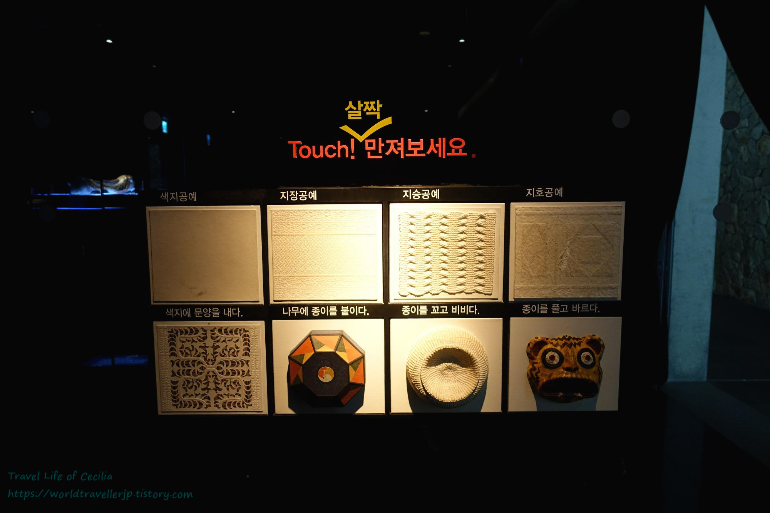 살짝
Touch! 만져보세요.
색지공예 지장공예 지승공예 지호공예
색지에 문양을 내다. 나무에 종이를 붙이다. 종이를 꼬고 비비다. 종이를 풀고 바르다.
Travel Life of Cecilia
https://worldtravellerjp.tistory.com